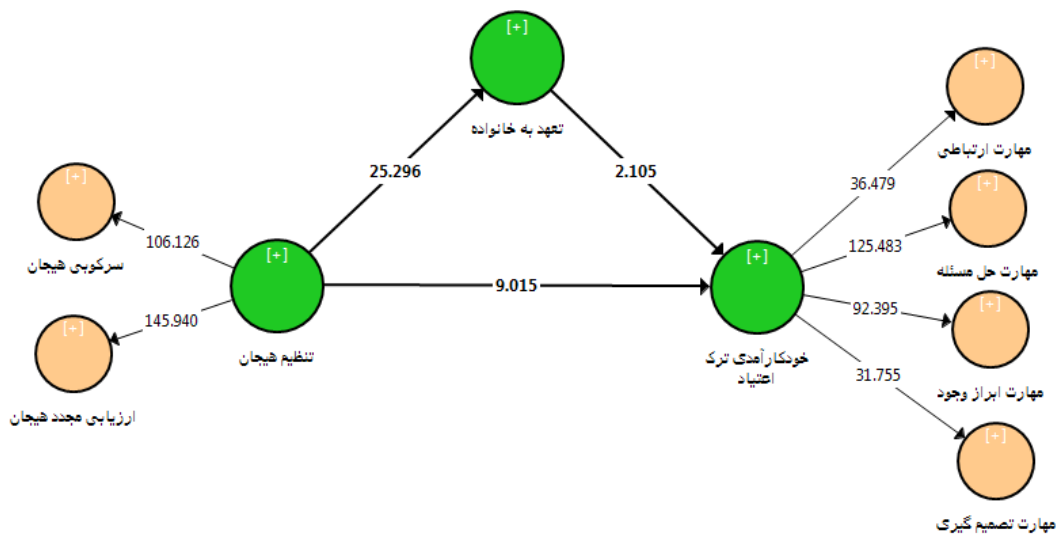 [+]
تعهد به خانواده
[+]
مهارت ارتباطی
25.296
2.105
36.479
[+]
سرکوبی هیجان
106.126
[+]
مهارت حل مسئله
125.483
[+]
تنظیم هیجان
9.015
[+]
خودکارآمدی ترک
اعتیاد
92.395
[+]
مهارت ابراز وجود
145.940
[+]
ارزیابی مجدد هیجان
31.755
[+]
مهارت تصمیم گیری